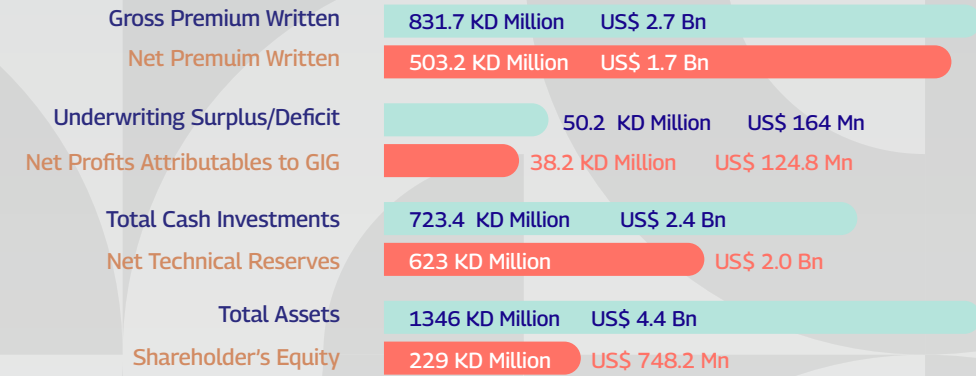 Gross Premium Written 831.7 KD Million US$ 2.7 Bn
Net Premuim Written 503.2 KD Million US$ 1.7 Bn
Underwriting Surplus/Deficit 50.2 KD Million US$ 164 Mn
Net Profits Attributables to GIG 38.2 KD Million US$ 124.8 Mn
Total Cash Investments 723.4 KD Million US$ 2.4 Bn
Net Technical Reserves 623 KD Million US$ 2.0 Bn
Total Assets 1346 KD Million US$ 4.4 Bn
Shareholder's Equity 229 KD Million US$ 748.2 Mn